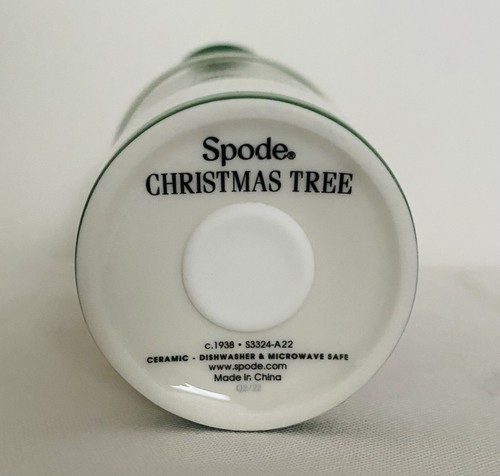 Spode®
CHRISTMAS TREE
c.1938 • S3324-A22
CERAMIC - DISHWASHER & MICROWAVE SAFE
www.spode.com
Made in China